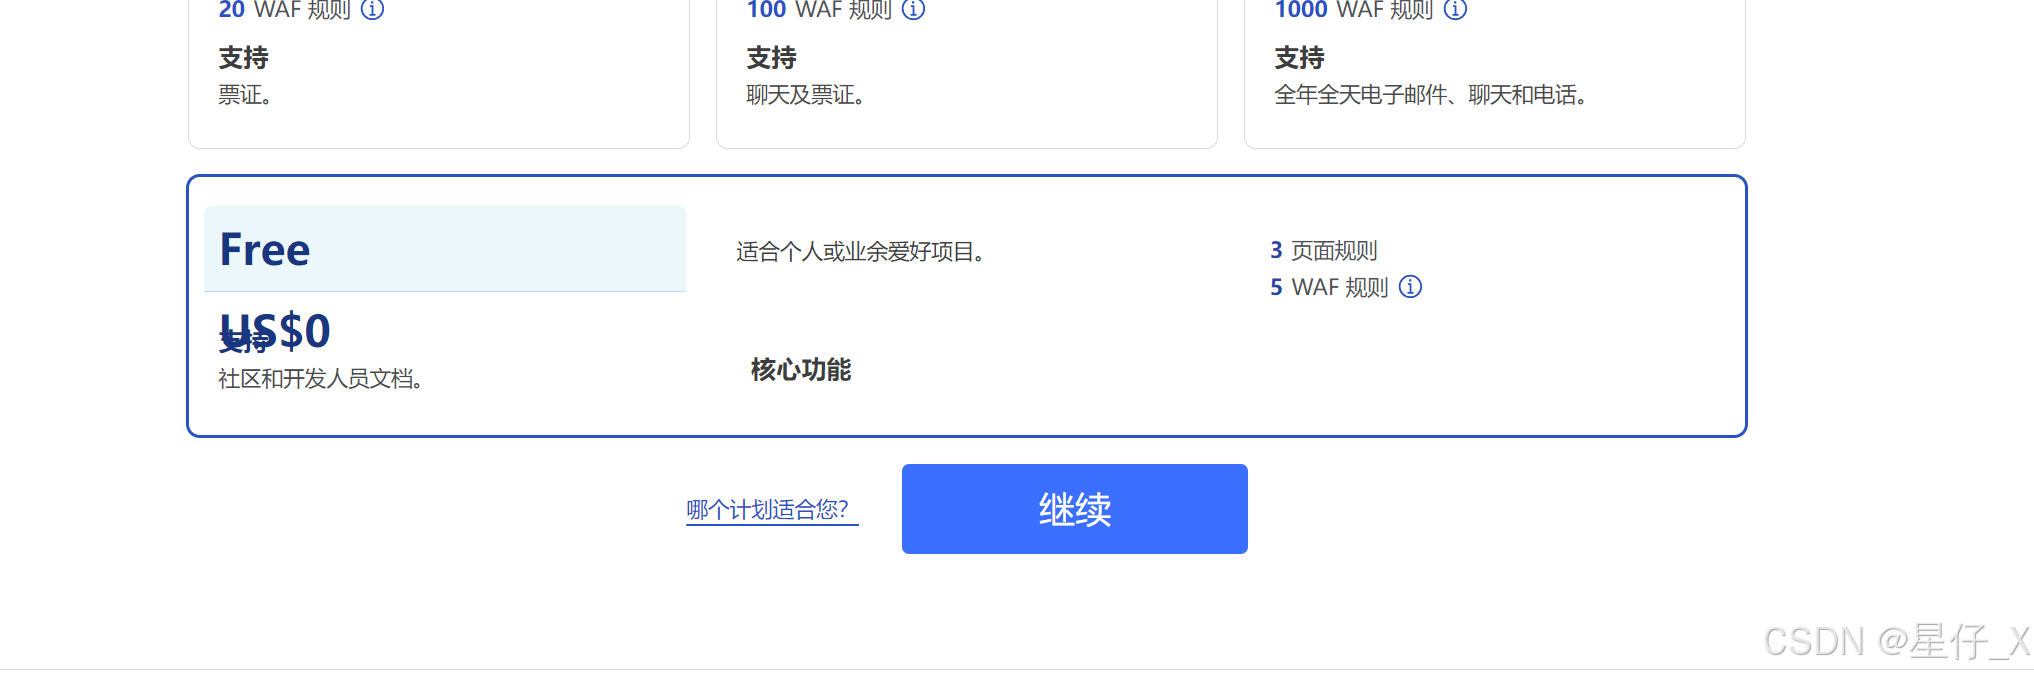 20 WAF 规则
支持
票证。
100 WAF 规则
支持
聊天及票证。
1000 WAF 规则
支持
全年全天电子邮件、聊天和电话。
Free
US$0
支持
社区和开发人员文档。
适合个人或业余爱好项目。
核心功能
3 页面规则
5 WAF 规则
哪个计划适合您？
继续
CSDN @星仔_X